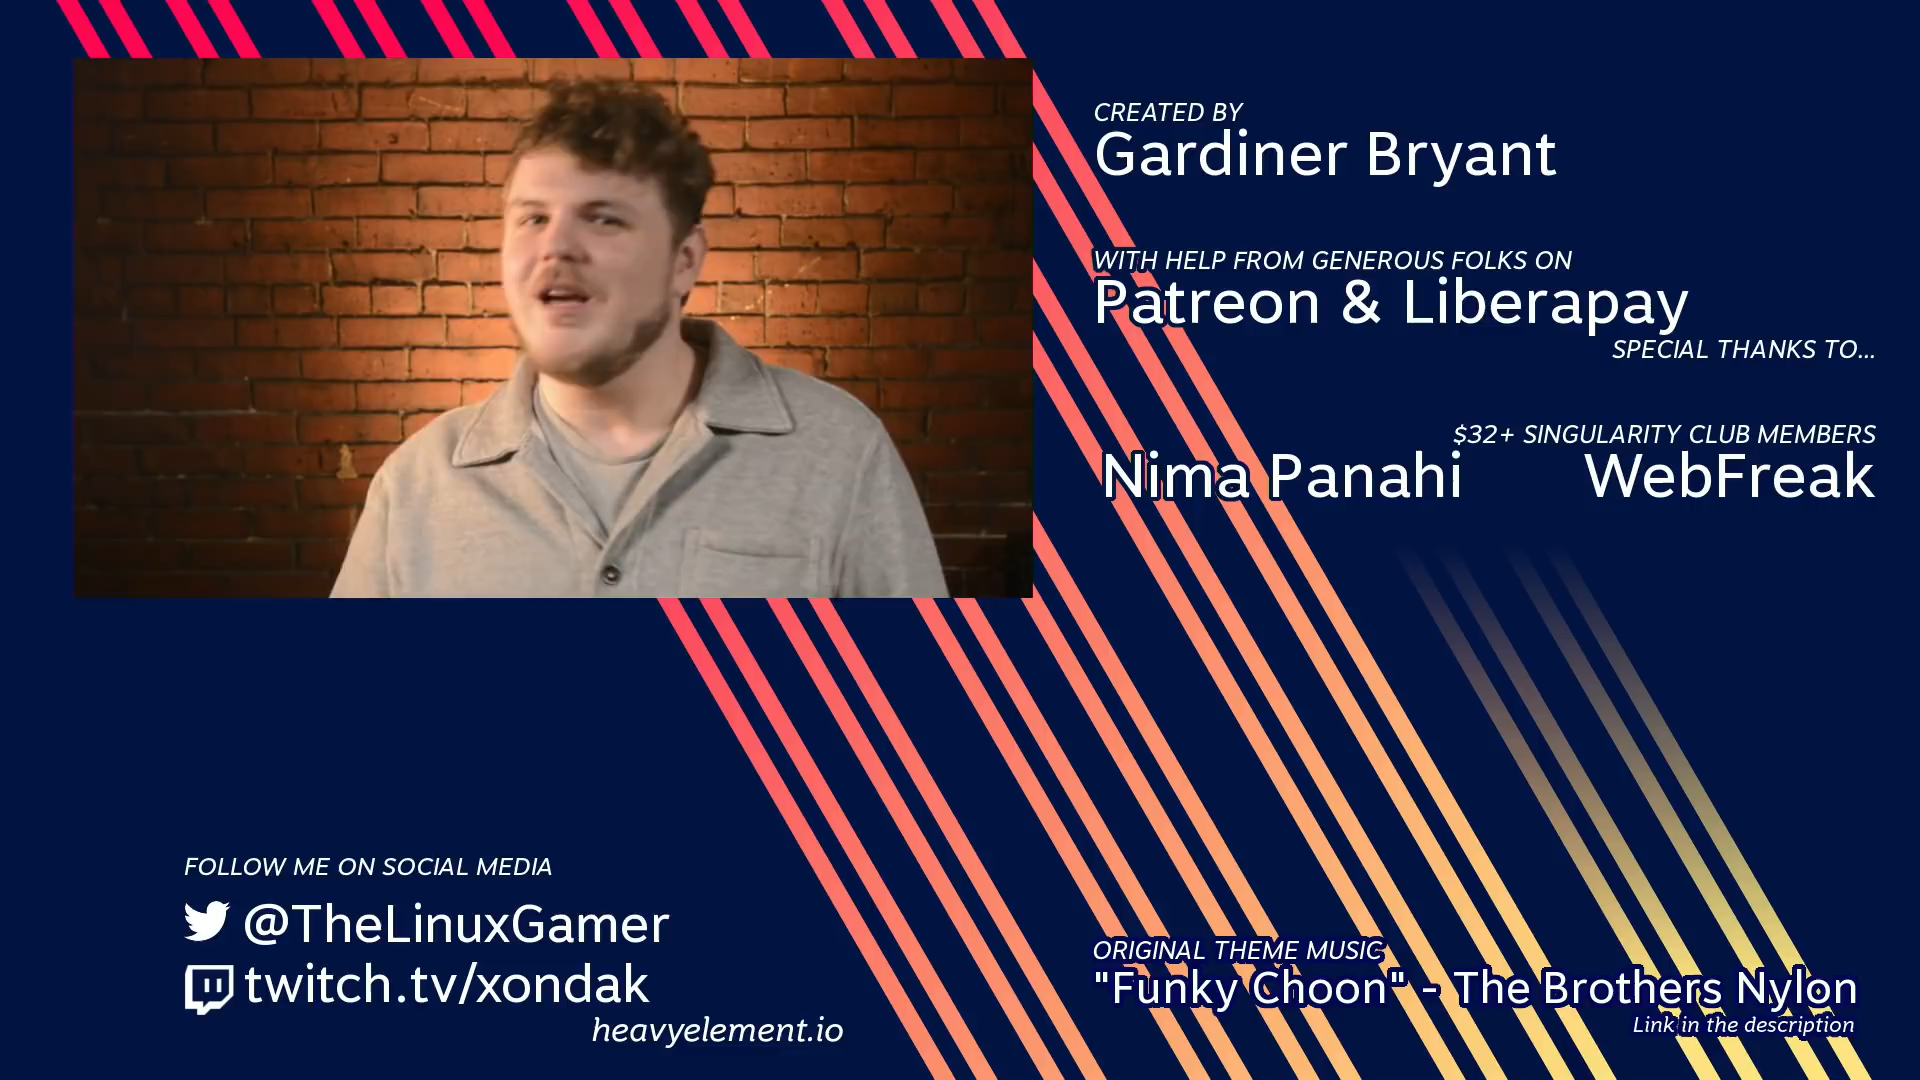 CREATED BY
Gardiner Bryant
WITH HELP FROM GENEROUS FOLKS ON
Patreon & Liberapay
SPECIAL THANKS TO...
$32+ SINGULARITY CLUB MEMBERS
Nima Panahi WebFreak
FOLLOW ME ON SOCIAL MEDIA
@TheLinuxGamer
twitch.tv/xondak
heavyelement.io
ORIGINAL THEME MUSIC
"Funky Choon" - The Brothers Nylon
Link in the description